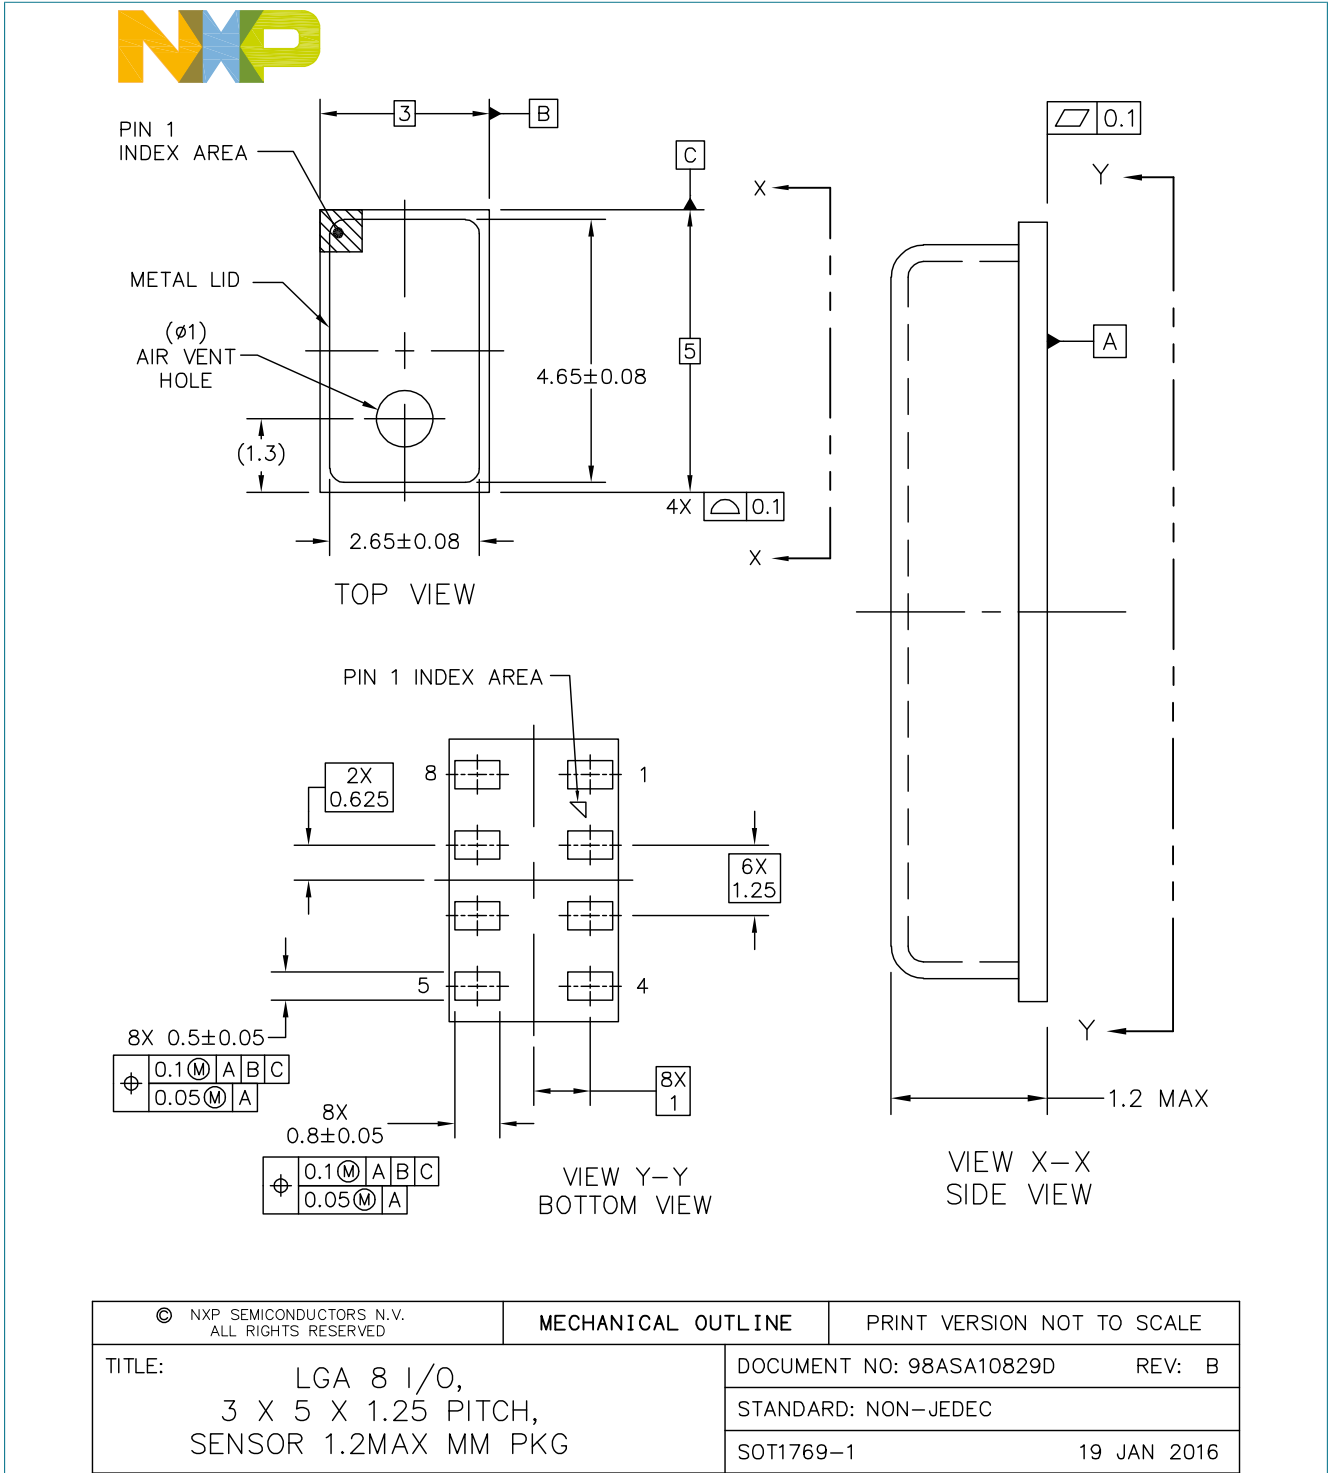 NXP
3
B
PIN 1
INDEX AREA
C
0.1
X
Y
METAL LID
(ø1)
AIR VENT
HOLE
5
A
4.65±0.08
(1.3)
4X 0.1
2.65±0.08
X
TOP VIEW
PIN 1 INDEX AREA
8
1
2X
0.625
6X
1.25
5
4
Y
8X 0.5±0.05
0.1Ⓜ A B C
0.05Ⓜ A
8X
1
1.2 MAX
8X
0.8±0.05
0.1Ⓜ A B C
0.05Ⓜ A
VIEW Y-Y
BOTTOM VIEW
VIEW X-X
SIDE VIEW
© NXP SEMICONDUCTORS N.V.
ALL RIGHTS RESERVED
MECHANICAL OUTLINE
PRINT VERSION NOT TO SCALE
TITLE:
LGA 8 I/O,
3 X 5 X 1.25 PITCH,
SENSOR 1.2MAX MM PKG
DOCUMENT NO: 98ASA10829D REV: B
STANDARD: NON-JEDEC
SOT1769-1 19 JAN 2016